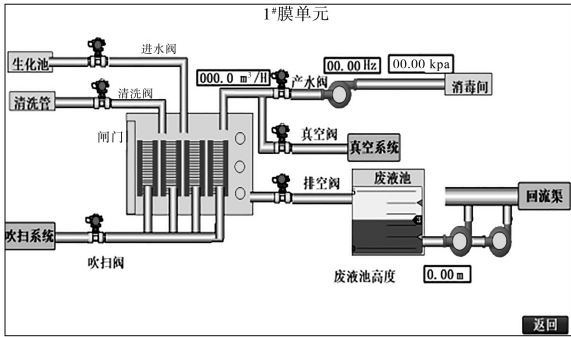 1#膜单元
生化池
进水阀
清洗管
清洗阀
000.0 m³/H
产水阀
00.00 Hz
00.00 kpa
消毒间
闸门
真空阀
真空系统
排空阀
废液池
回流渠
吹扫系统
吹扫阀
废液池高度
0.00 m
返回